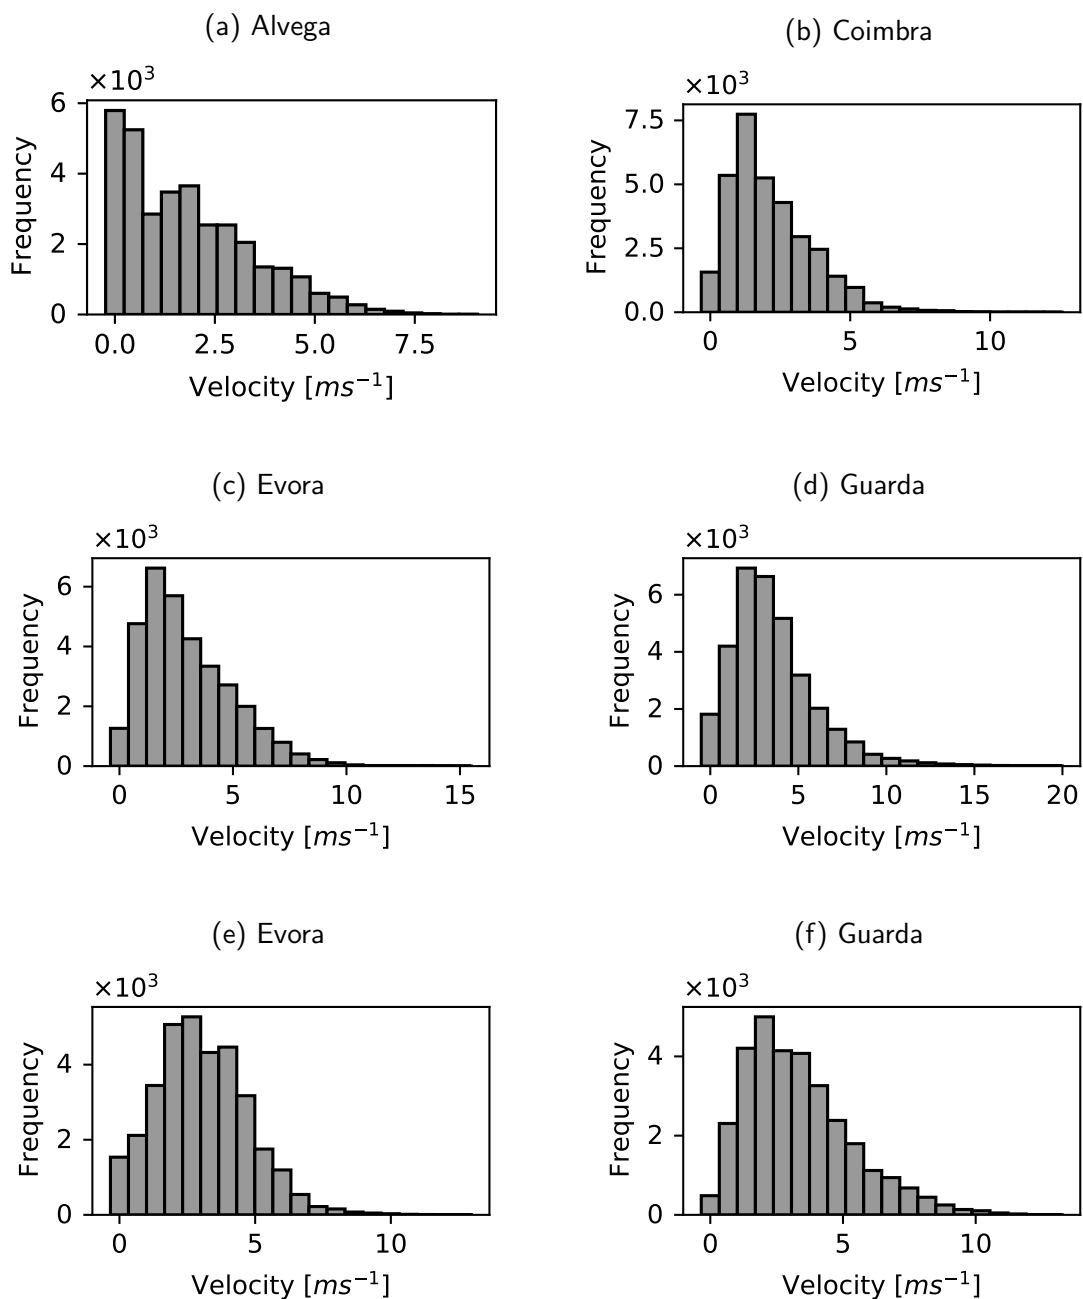 (a) Alvega
×10³
Frequency
6
4
2
0
0.0 2.5 5.0 7.5
Velocity [ms⁻¹]
(b) Coimbra
×10³
Frequency
7.5
5.0
2.5
0.0
0 5 10
Velocity [ms⁻¹]
(c) Evora
×10³
Frequency
6
4
2
0
0 5 10 15
Velocity [ms⁻¹]
(d) Guarda
×10³
Frequency
6
4
2
0
0 5 10 15 20
Velocity [ms⁻¹]
(e) Evora
×10³
Frequency
4
2
0
0 5 10
Velocity [ms⁻¹]
(f) Guarda
×10³
Frequency
4
2
0
0 5 10
Velocity [ms⁻¹]